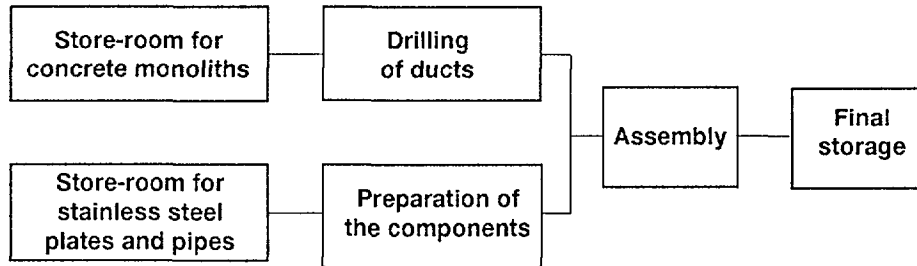 Store-room for
concrete monoliths
Drilling
of ducts
Store-room for
stainless steel
plates and pipes
Preparation of
the components
Assembly
Final
storage